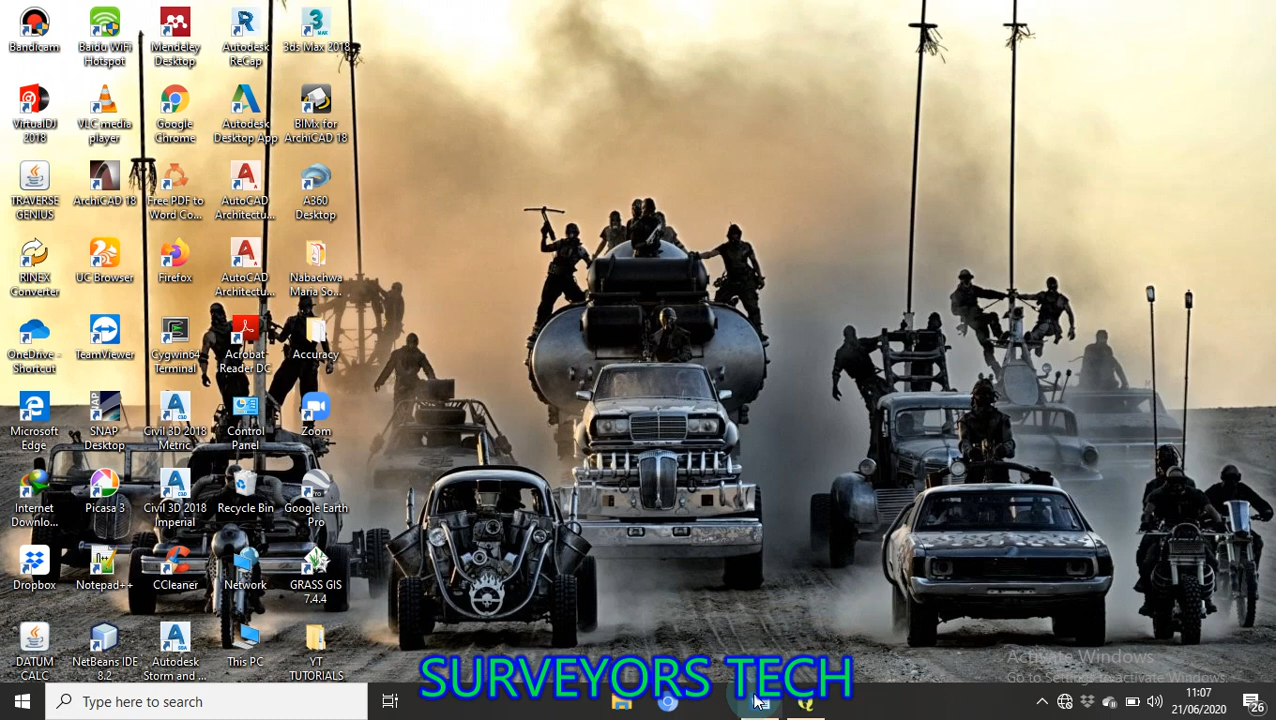 Bandicam
Baidu WiFi Hotspot
Mendeley Desktop
Autodesk ReCap
3ds Max 2018
VirtualDJ 2018
VLC media player
Google Chrome
Autodesk Desktop App
BIMx for ArchiCAD 18
TRAVERSE GENIUS
ArchiCAD 18
Free PDF to Word Co...
AutoCAD Architectu...
A360 Desktop
RINEX Converter
UC Browser
Firefox
AutoCAD Architectu...
Nabachwa Maria So...
OneDrive - Shortcut
TeamViewer
Cygwin64 Terminal
Acrobat Reader DC
Accuracy
Microsoft Edge
SNAP Desktop
Civil 3D 2018 Metric
Control Panel
Zoom
Internet Downlo...
Picasa 3
Civil 3D 2018 Imperial
Recycle Bin
Google Earth Pro
Dropbox
Notepad++
CCleaner
Network
GRASS GIS 7.4.4
DATUM CALC
NetBeans IDE 8.2
Autodesk Storm and ...
This PC
YT TUTORIALS
Activate Windows
Go to Settings to activate Windows.
SURVEYORS TECH
Type here to search
11:07
21/06/2020
26